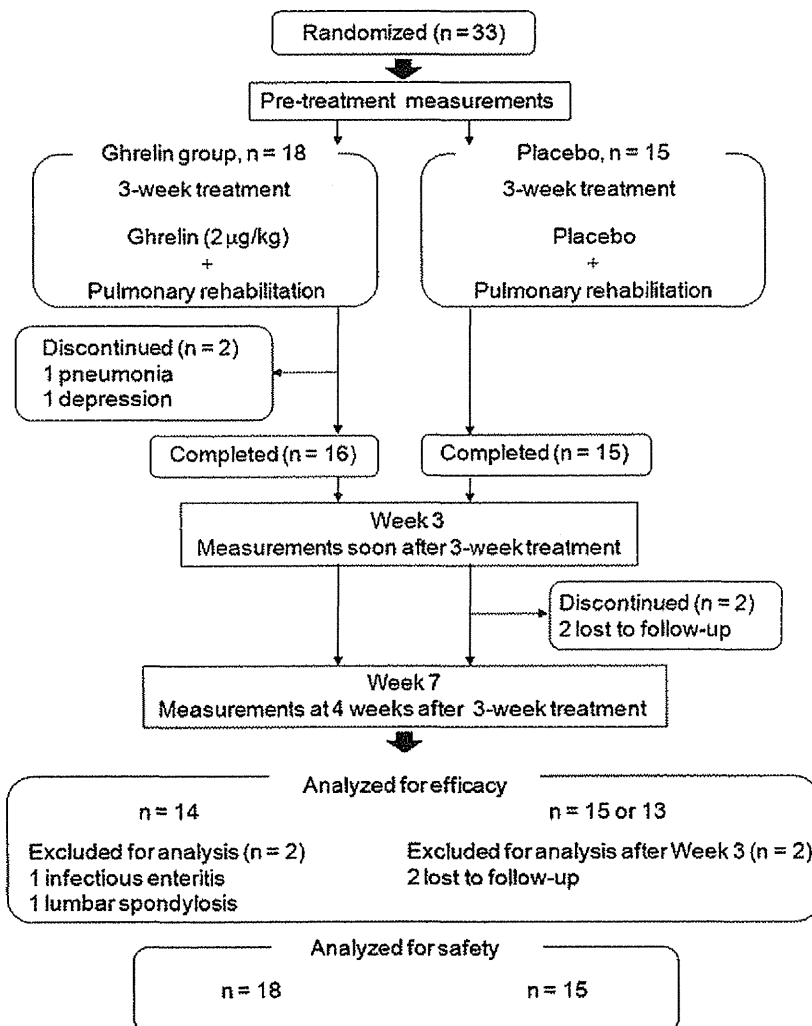 Randomized (n = 33)
Pre-treatment measurements
Ghrelin group, n = 18
3-week treatment
Ghrelin (2μg/kg)
+
Pulmonary rehabilitation
Placebo, n = 15
3-week treatment
Placebo
+
Pulmonary rehabilitation
Discontinued (n = 2)
1 pneumonia
1 depression
Completed (n = 16)
Completed (n = 15)
Week 3
Measurements soon after 3-week treatment
Discontinued (n = 2)
2 lost to follow-up
Week 7
Measurements at 4 weeks after 3-week treatment
Analyzed for efficacy
n = 14
Excluded for analysis (n = 2)
1 infectious enteritis
1 lumbar spondylosis
n = 15 or 13
Excluded for analysis after Week 3 (n = 2)
2 lost to follow-up
Analyzed for safety
n = 18
n = 15